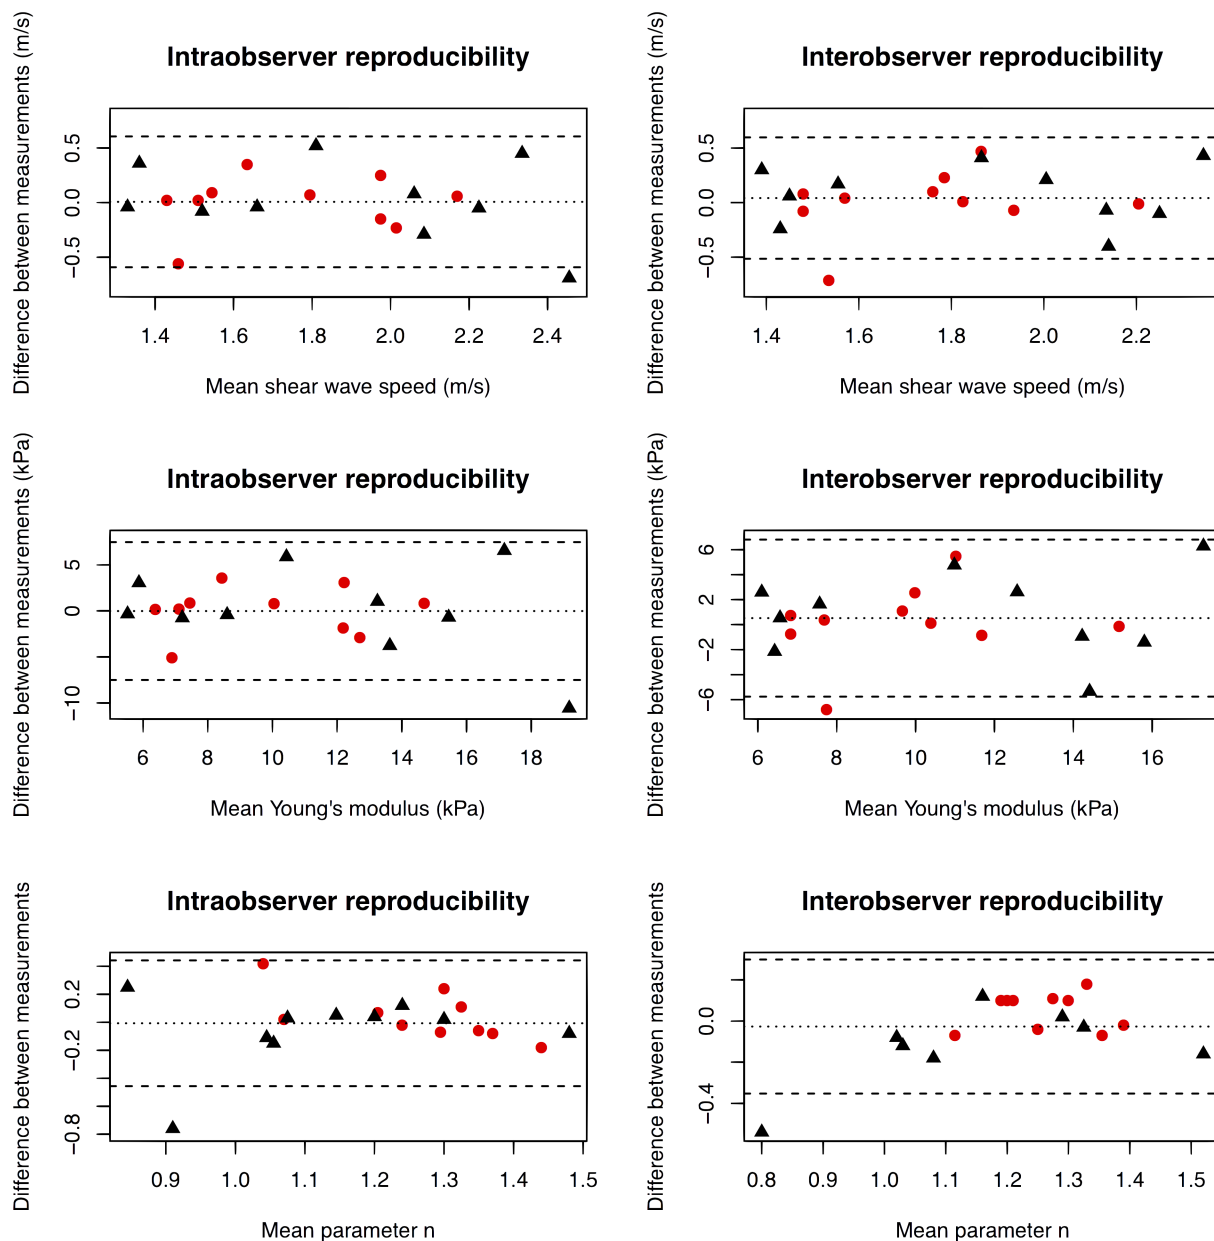 Intraobserver reproducibility
Difference between measurements (m/s)
0.5
0.0
−0.5
1.4 1.6 1.8 2.0 2.2 2.4
Mean shear wave speed (m/s)
Interobserver reproducibility
Difference between measurements (m/s)
0.5
0.0
−0.5
1.4 1.6 1.8 2.0 2.2
Mean shear wave speed (m/s)
Intraobserver reproducibility
Difference between measurements (kPa)
5
0
−10
6 8 10 12 14 16 18
Mean Young's modulus (kPa)
Interobserver reproducibility
Difference between measurements (kPa)
6
2
−2
−6
6 8 10 12 14 16
Mean Young's modulus (kPa)
Intraobserver reproducibility
Difference between measurements
0.2
−0.2
−0.8
0.9 1.0 1.1 1.2 1.3 1.4 1.5
Mean parameter n
Interobserver reproducibility
Difference between measurements
0.0
−0.4
0.8 0.9 1.0 1.1 1.2 1.3 1.4 1.5
Mean parameter n